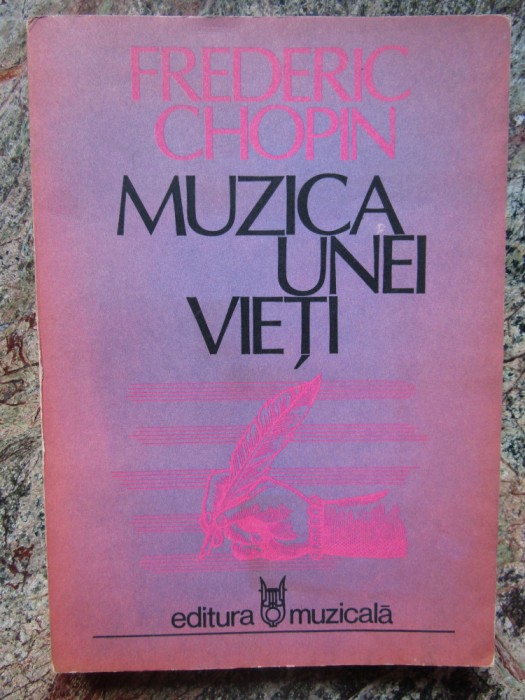 FREDERIC
CHOPIN
MUZICA
UNEI
VIEȚI
editura muzicală